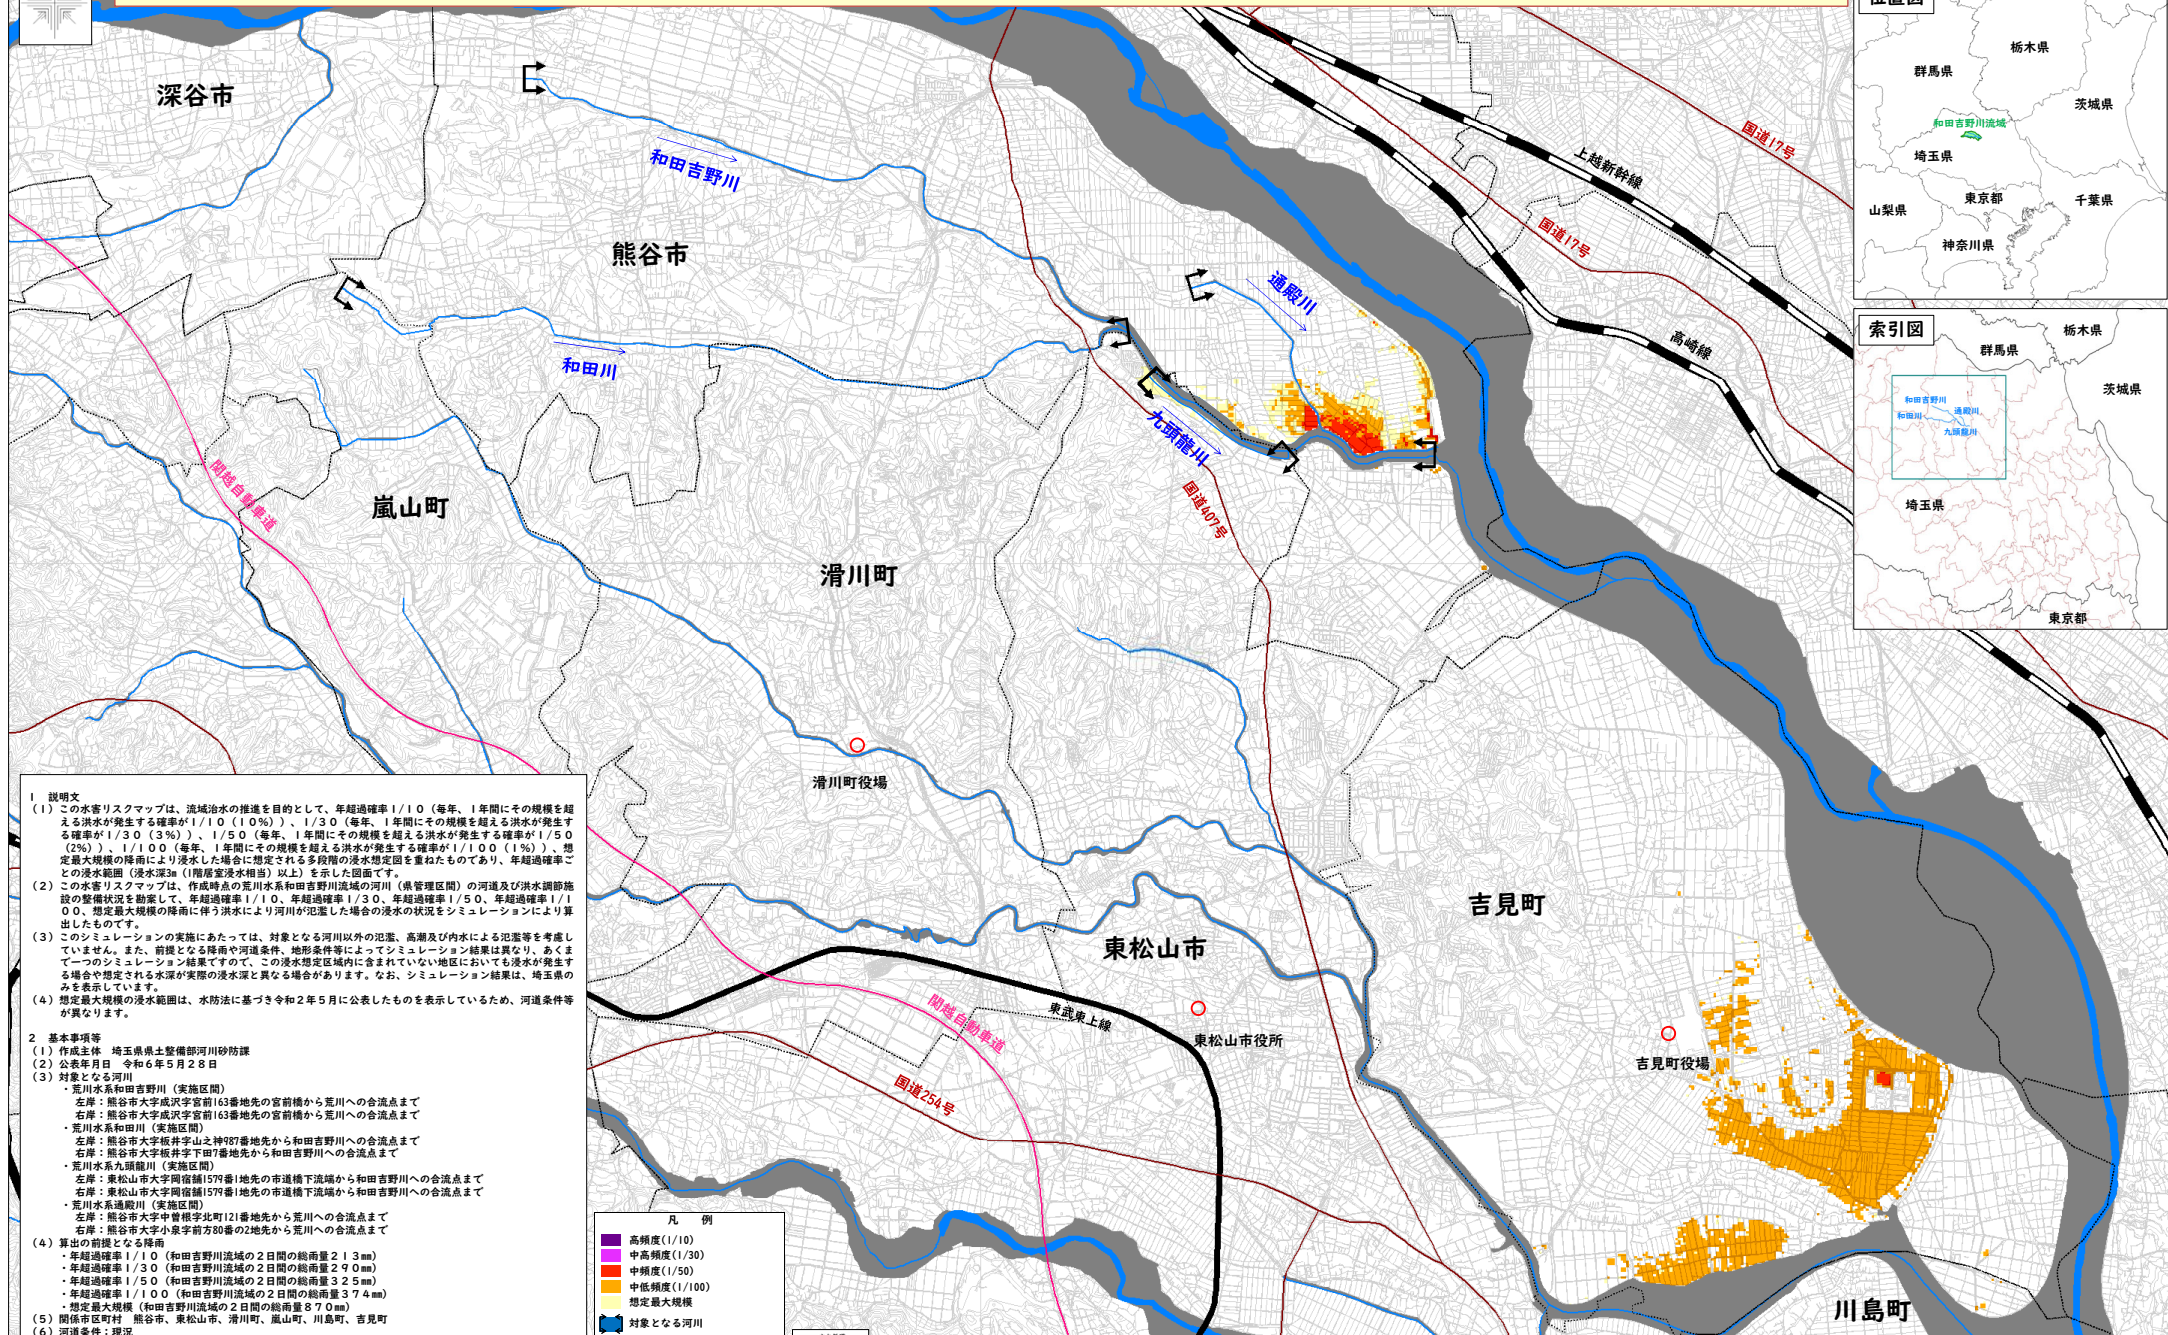 深谷市
熊谷市
嵐山町
滑川町
東松山市
吉見町
川島町
和田吉野川
和田川
通殿川
九頭龍川
国道17号
上越新幹線
国道17号
高崎線
国道407号
関越自動車道
滑川町役場
関越自動車道
東武東上線
東松山市役所
国道254号
吉見町役場
栃木県
群馬県
茨城県
和田吉野川流域
埼玉県
東京都
千葉県
山梨県
神奈川県
索引図
栃木県
群馬県
茨城県
和田吉野川
和田川
通殿川
九頭龍川
埼玉県
東京都
1 説明文
(1)この水害リスクマップは、流域治水の推進を目的として、年超過確率1/10(毎年、1年間にその規模を超
える洪水が発生する確率が1/10(10%))、1/30(毎年、1年間にその規模を超える洪水が発生す
る確率が1/30(3%))、1/50(毎年、1年間にその規模を超える洪水が発生する確率が1/50
(2%))、1/100(毎年、1年間にその規模を超える洪水が発生する確率が1/100(1%))、想
定最大規模の降雨により浸水した場合に想定される多段階の浸水想定図を重ねたものであり、年超過確率ご
との浸水範囲(浸水深3m(1階居室浸水相当)以上)を示した図面です。
(2)この水害リスクマップは、作成時点の荒川水系和田吉野川流域の河川(県管理区間)の河道及び洪水調節施
設の整備状況を勘案して、年超過確率1/10、年超過確率1/30、年超過確率1/50、年超過確率1/1
00、想定最大規模の降雨に伴う洪水により河川が氾濫した場合の浸水の状況をシミュレーションにより算
出したものです。
(3)このシミュレーションの実施にあたっては、対象となる河川以外の氾濫、高潮及び内水による氾濫等を考慮し
ていません。また、前提となる降雨や河道条件、地形条件等によってシミュレーション結果は異なり、あくま
で一つのシミュレーション結果ですので、この浸水想定区域内に含まれていない地区においても浸水が発生す
る場合や想定される水深が実際の浸水深と異なる場合があります。なお、シミュレーション結果は、埼玉県の
みを表示しています。
(4)想定最大規模の浸水範囲は、水防法に基づき令和2年5月に公表したものを表示しているため、河道条件等
が異なります。
2 基本事項等
(1)作成主体 埼玉県県土整備部河川砂防課
(2)公表年月日 令和6年5月28日
(3)対象となる河川
・荒川水系和田吉野川(実施区間)
左岸:熊谷市大字成沢字宮前163番地先の宮前橋から荒川への合流点まで
右岸:熊谷市大字成沢字宮前163番地先の宮前橋から荒川への合流点まで
・荒川水系和田川(実施区間)
左岸:熊谷市大字板井字山之神987番地先から和田吉野川への合流点まで
右岸:熊谷市大字板井字下田7番地先から和田吉野川への合流点まで
・荒川水系九頭龍川(実施区間)
左岸:東松山市大字岡宿舗1579番1地先の市道橋下流端から和田吉野川への合流点まで
右岸:東松山市大字岡宿舗1579番1地先の市道橋下流端から和田吉野川への合流点まで
・荒川水系通殿川(実施区間)
左岸:熊谷市大字中曽根字北町121番地先から荒川への合流点まで
右岸:熊谷市大字小泉字前方80番の2地先から荒川への合流点まで
(4)算出の前提となる降雨
・年超過確率1/10(和田吉野川流域の2日間の総雨量213mm)
・年超過確率1/30(和田吉野川流域の2日間の総雨量290mm)
・年超過確率1/50(和田吉野川流域の2日間の総雨量325mm)
・年超過確率1/100(和田吉野川流域の2日間の総雨量374mm)
・想定最大規模(和田吉野川流域の2日間の総雨量870mm)
(5)関係市区町村 熊谷市、東松山市、滑川町、嵐山町、川島町、吉見町
(6)河道条件:現況
凡 例
高頻度(1/10)
中高頻度(1/30)
中頻度(1/50)
中低頻度(1/100)
想定最大規模
対象となる河川